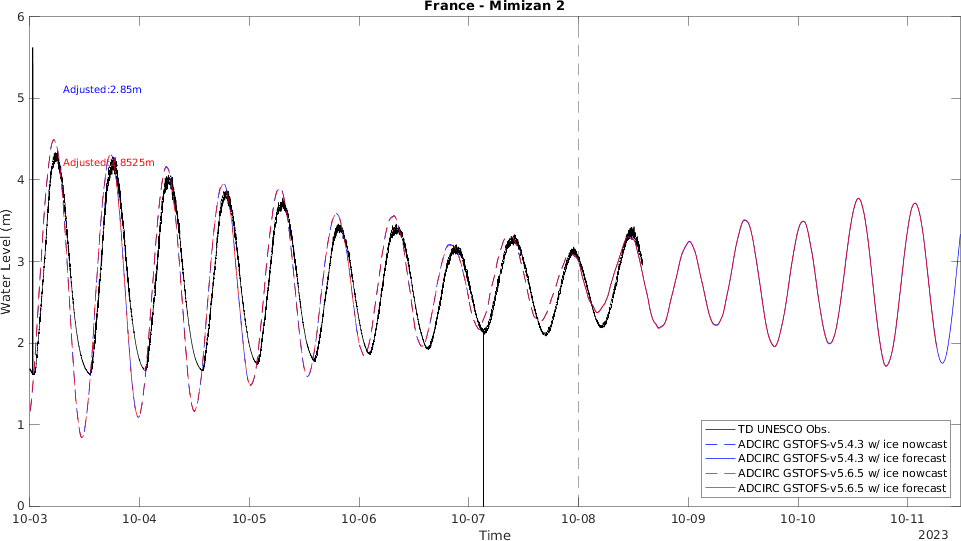 France - Mimizan 2
6
5
4
3
2
1
0
Water Level (m)
Adjusted:2.85m
Adjusted: 8525m
10-03
10-04
10-05
10-06
10-07
10-08
10-09
10-10
10-11
Time
2023
TD UNESCO Obs.
ADCIRC GSTOFS-v5.4.3 w/ ice nowcast
ADCIRC GSTOFS-v5.4.3 w/ ice forecast
ADCIRC GSTOFS-v5.6.5 w/ ice nowcast
ADCIRC GSTOFS-v5.6.5 w/ ice forecast